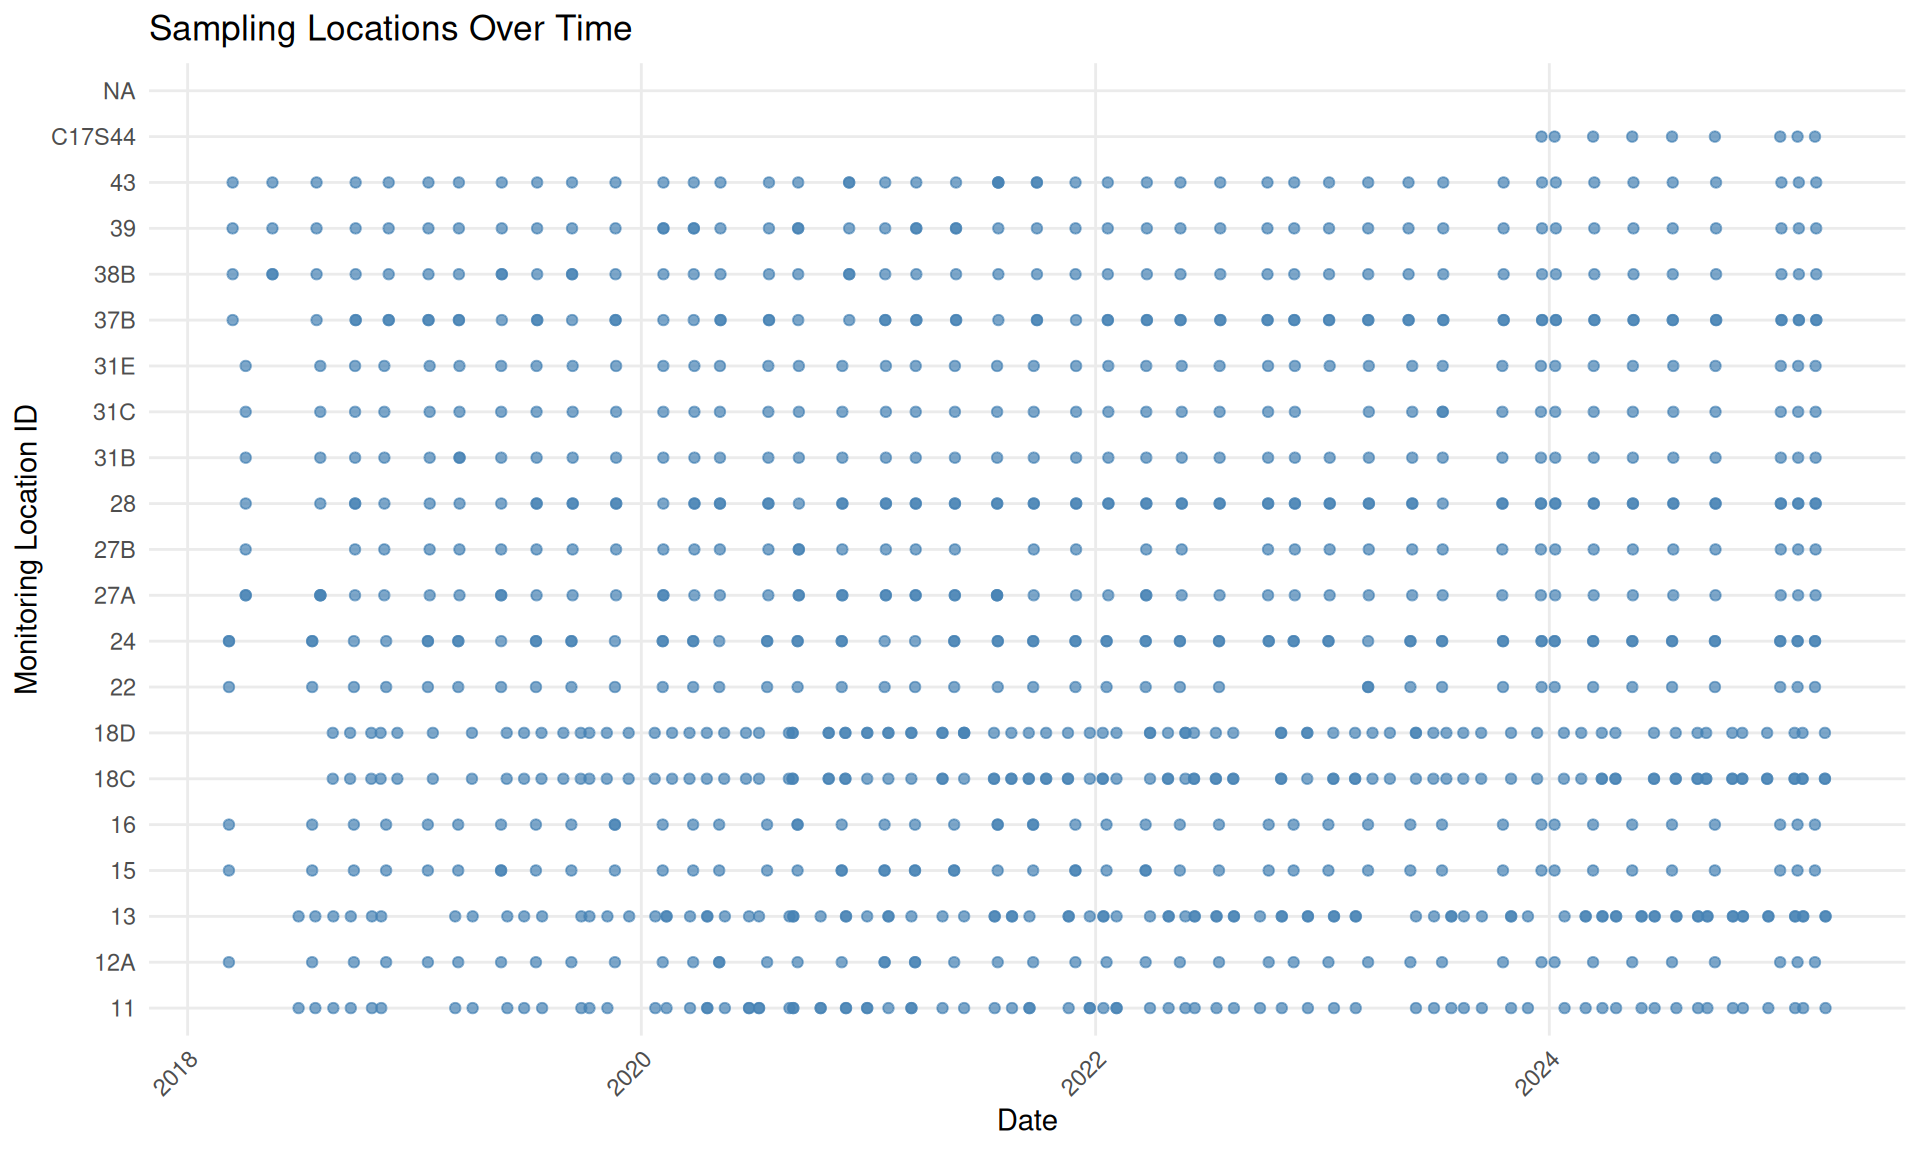 Sampling Locations Over Time
NA
C17S44
43
39
38B
37B
31E
31C
31B
28
27B
27A
24
22
18D
18C
16
15
13
12A
11
Monitoring Location ID
2018
2020
2022
2024
Date